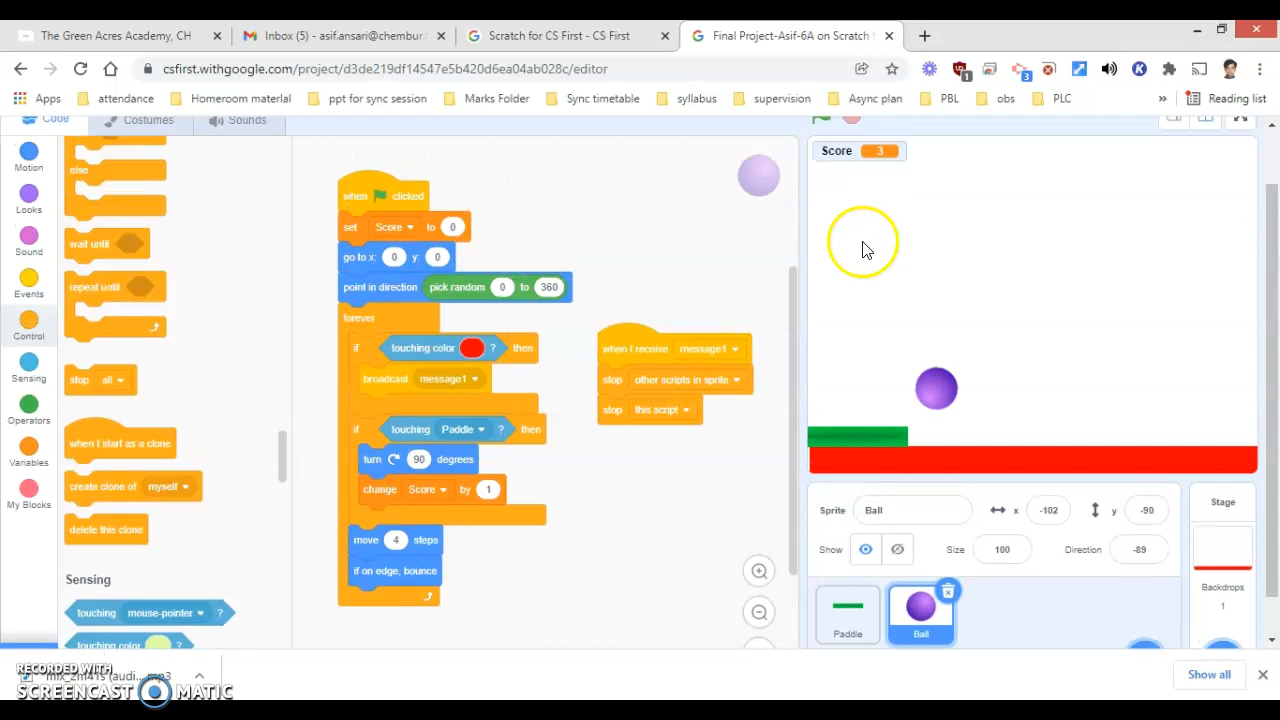 The Green Acres Academy, CH
Inbox (5) - asif.ansari@chembur.
Scratch for CS First - CS First
Final Project-Asif-6A on Scratch f
csfirst.withgoogle.com/project/d3de219df14547e5b420d6ea04ab028c/editor
Apps attendance Homeroom material ppt for sync session Marks Folder Sync timetable syllabus supervision Async plan PBL obs PLC » Reading list
Code Costumes Sounds
Motion
Looks
Sound
Events
Control
Sensing
Operators
Variables
My Blocks
else
wait until
repeat until
stop all
when I start as a clone
create clone of myself
delete this clone
Sensing
touching mouse-pointer ?
touching color ?
when clicked
set Score to 0
go to x: 0 y: 0
point in direction pick random 0 to 360
forever
if touching color ? then
broadcast message1
if touching Paddle ? then
turn 90 degrees
change Score by 1
move 4 steps
if on edge, bounce
when I receive message1
stop other scripts in sprite
stop this script
Score 3
Sprite Ball x -102 y -90
Show Size 100 Direction -89
Paddle
Ball
Stage
Backdrops
1
RECORDED WITH
SCREENCAST MATIC
mix_2m41s (audi....mp3
Show all